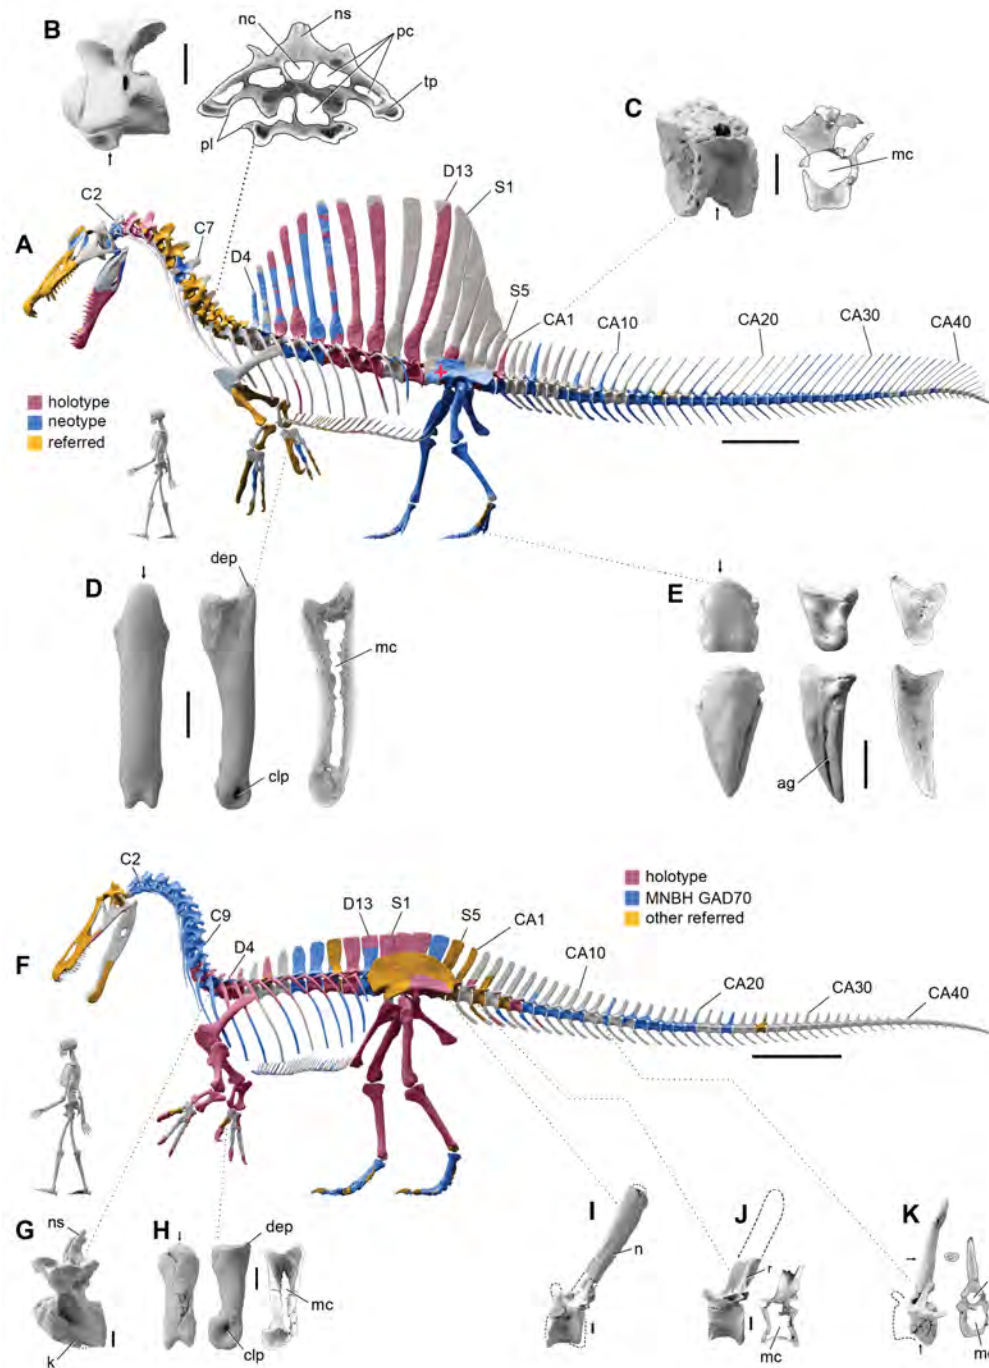 B
nc
ns
pc
tp
pl
C
mc
D13
S1
C2
A
C7
D4
S5
CA1
CA10
CA20
CA30
CA40
holotype
neotype
referred
dep
D
mc
clp
E
ag
C2
holotype
MNBH GAD70
other referred
C9
D4
D13
S1
S5
CA1
F
CA10
CA20
CA30
CA40
G
ns
k
H
dep
mc
clp
I
n
J
r
mc
K